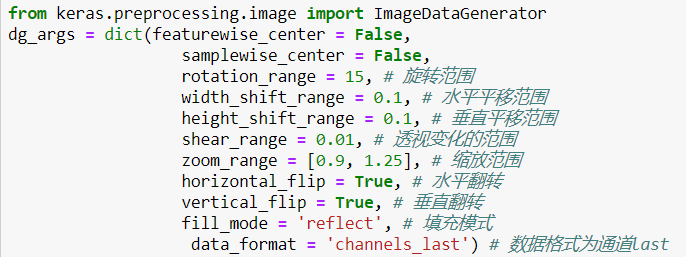 from keras.preprocessing.image import ImageDataGenerator
dg_args = dict(featurewise_center = False,
samplewise_center = False,
rotation_range = 15, # 旋转范围
width_shift_range = 0.1, # 水平平移范围
height_shift_range = 0.1, # 垂直平移范围
shear_range = 0.01, # 透视变化的范围
zoom_range = [0.9, 1.25], # 缩放范围
horizontal_flip = True, # 水平翻转
vertical_flip = True, # 垂直翻转
fill_mode = 'reflect', # 填充模式
data_format = 'channels_last') # 数据格式为通道last